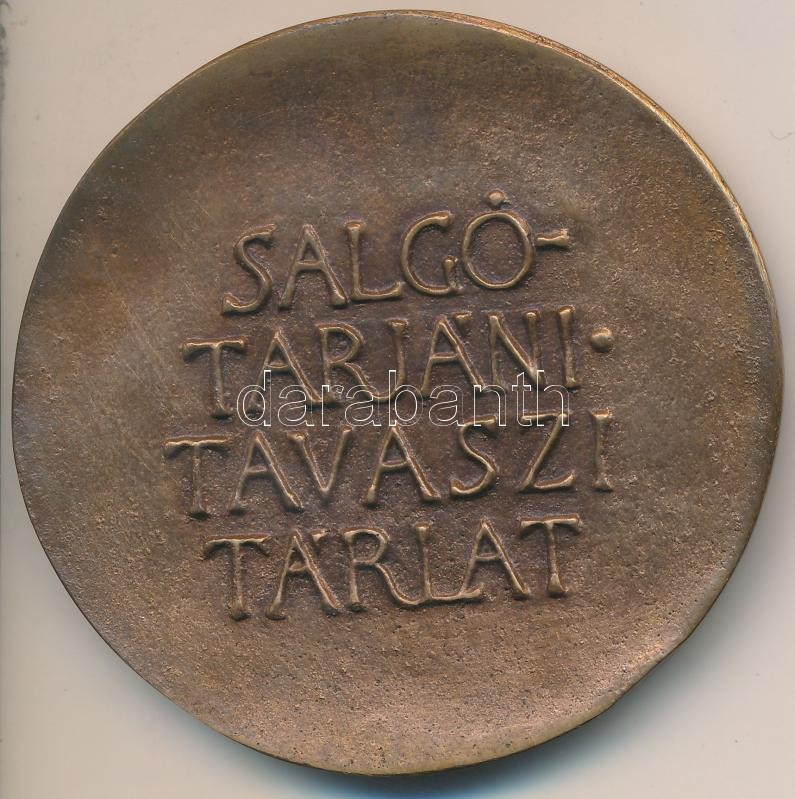 SALGÓ-
TARJÁNI·
TAVASZI
TÁRLAT
darabanth